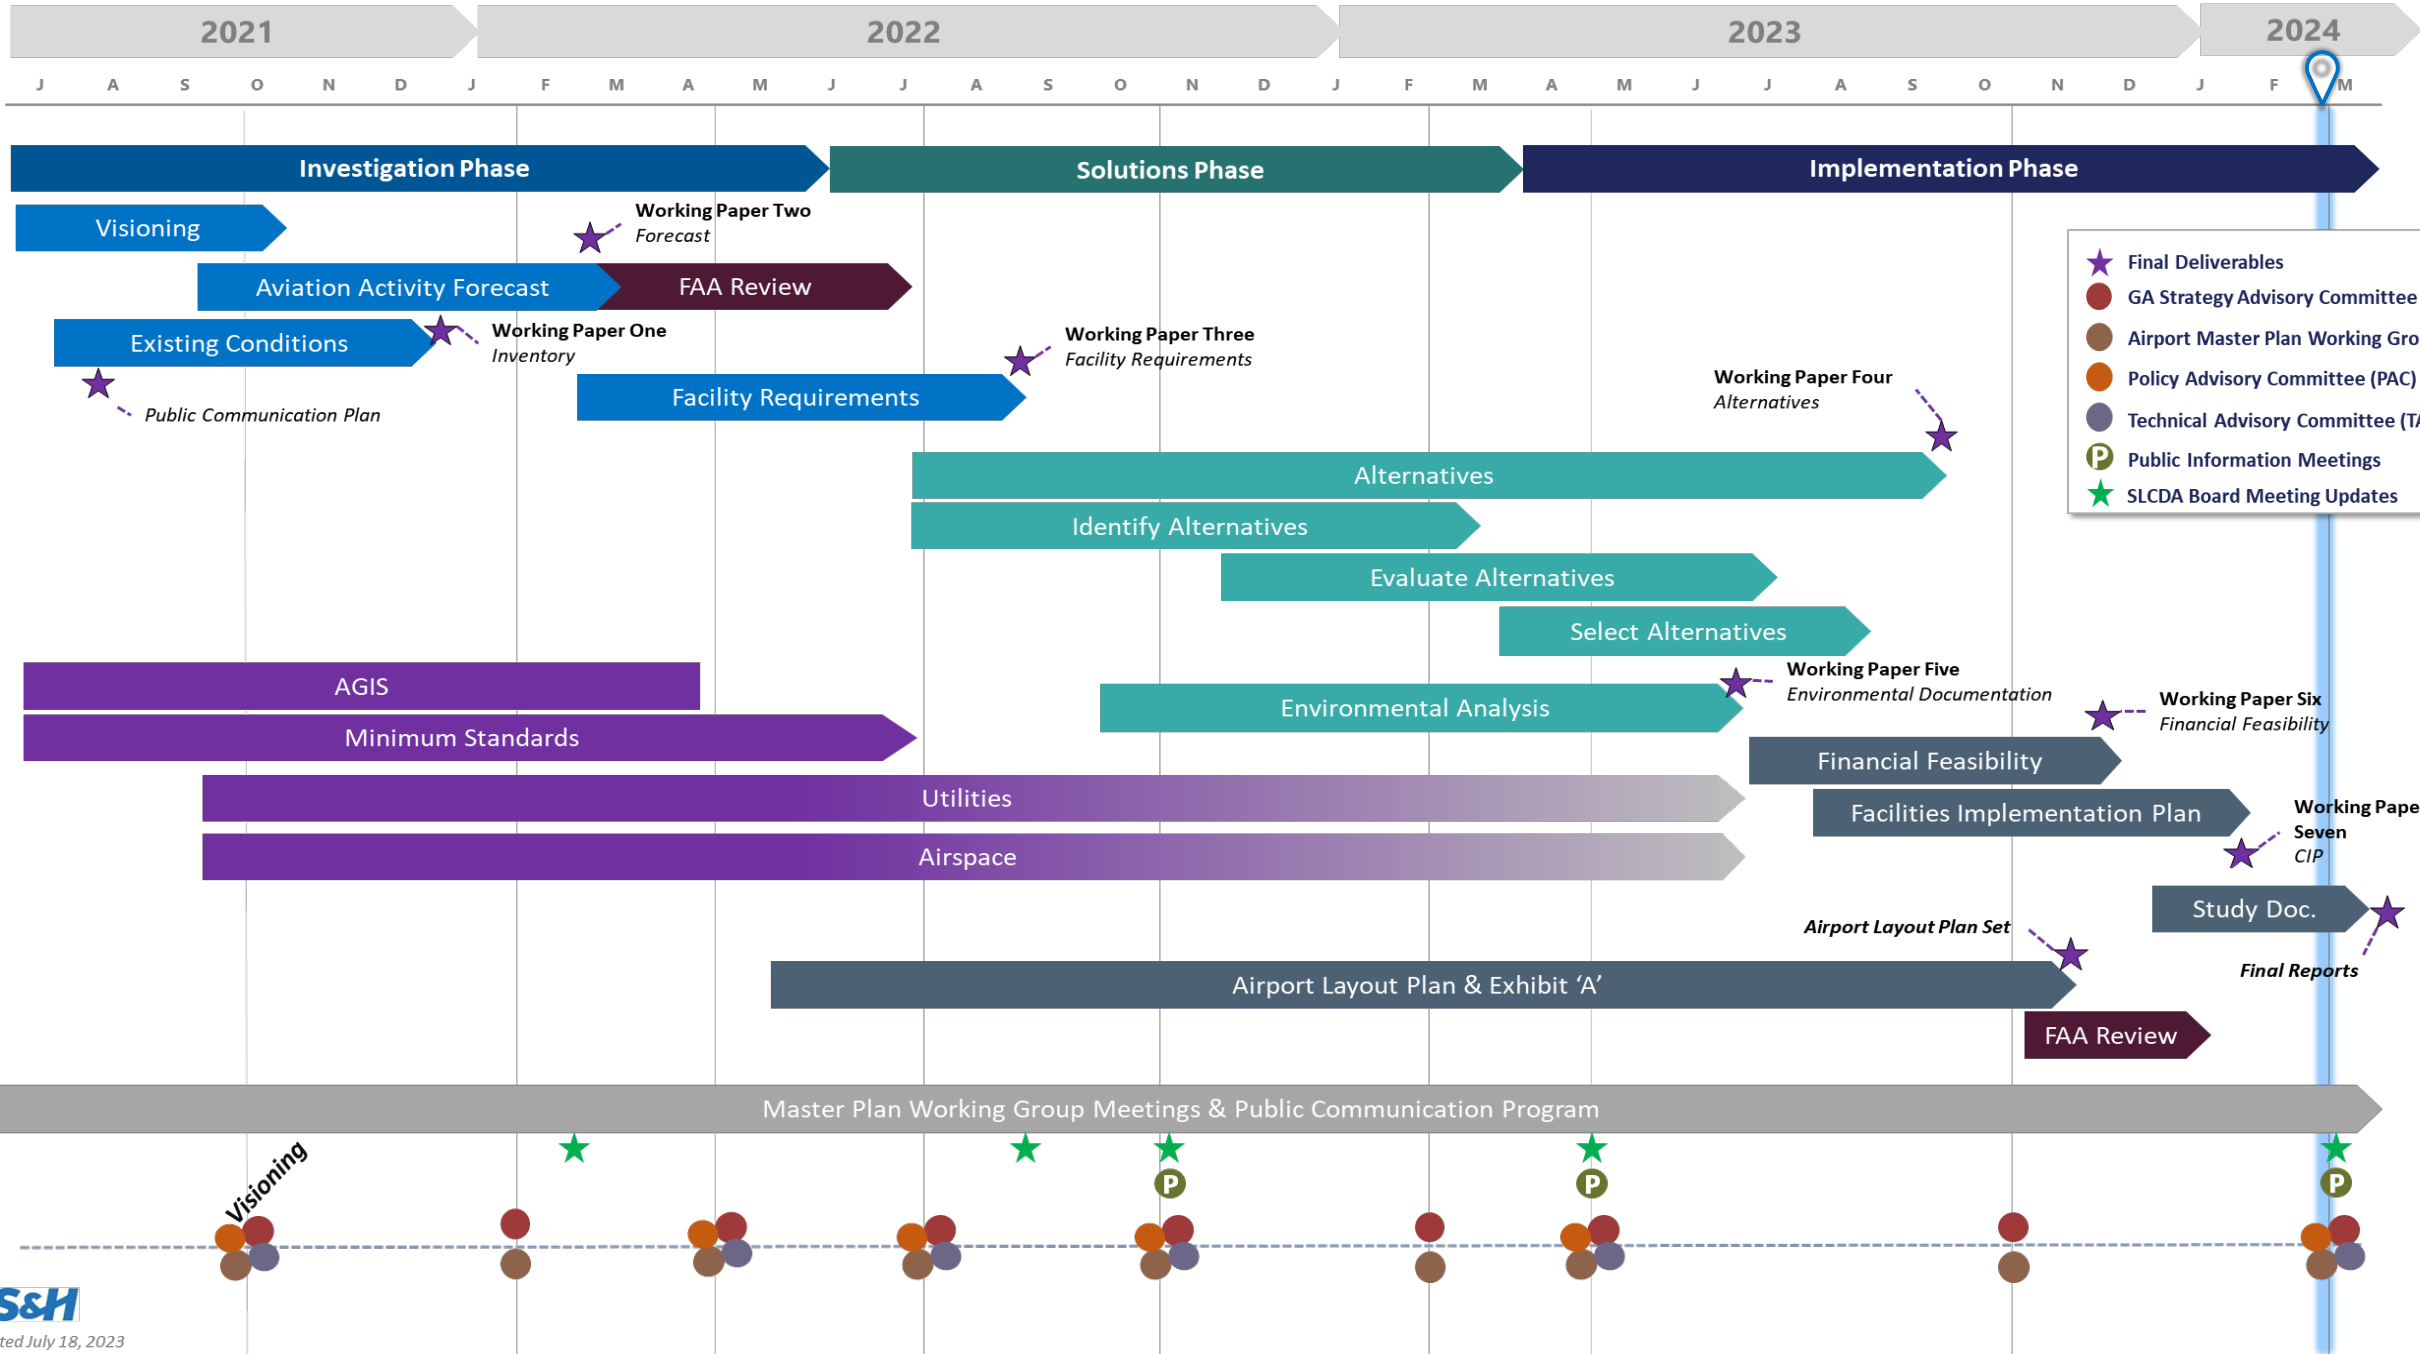 2021 2022 2023 2024
J A S O N D J F M A M J J A S O N D J F M A M J J A S O N D J F M
Investigation Phase Solutions Phase Implementation Phase
Visioning
Working Paper Two
Forecast
Aviation Activity Forecast FAA Review
Existing Conditions
Working Paper One
Inventory
Working Paper Three
Facility Requirements
Public Communication Plan
Facility Requirements
Working Paper Four
Alternatives
Final Deliverables
GA Strategy Advisory Committee
Airport Master Plan Working Gro
Policy Advisory Committee (PAC)
Technical Advisory Committee (TA
P Public Information Meetings
SLCDA Board Meeting Updates
Alternatives
Identify Alternatives
Evaluate Alternatives
Select Alternatives
AGIS
Working Paper Five
Environmental Documentation
Environmental Analysis
Working Paper Six
Financial Feasibility
Minimum Standards
Financial Feasibility
Utilities
Facilities Implementation Plan
Working Pape
Seven
CIP
Airspace
Study Doc.
Airport Layout Plan Set
Final Reports
Airport Layout Plan & Exhibit ‘A’
FAA Review
Master Plan Working Group Meetings & Public Communication Program
Visioning
P P P
S&H
ted July 18, 2023